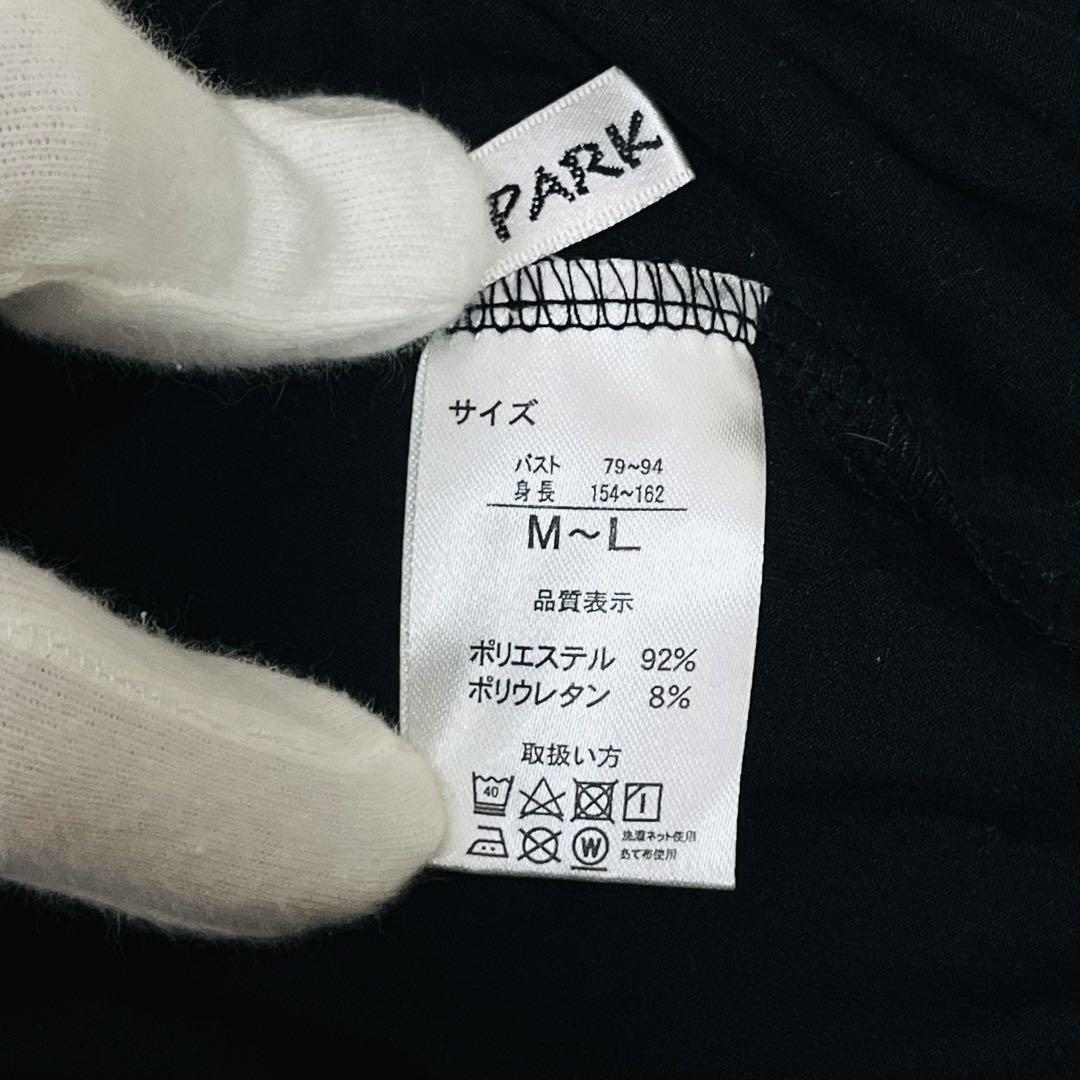 PARK
サイズ
バスト 79~94
身長 154~162
M~L
品質表示
ポリエステル 92%
ポリウレタン 8%
取扱い方
40
W
洗濯ネット使用
あて布使用